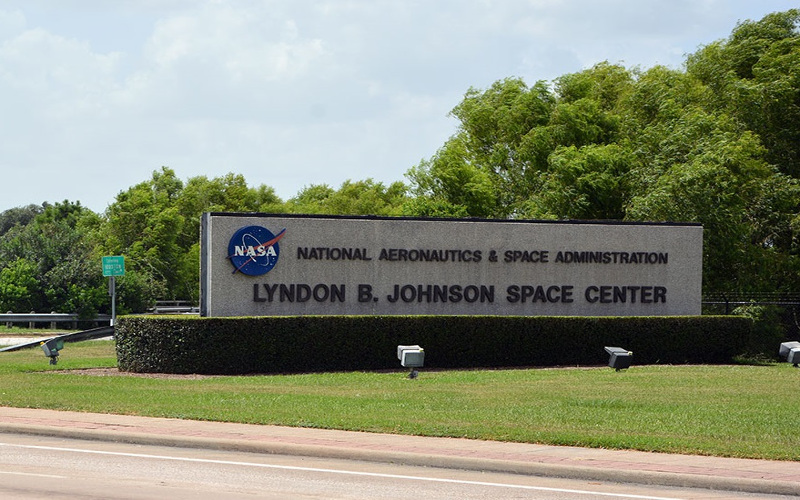 NASA
NATIONAL AERONAUTICS & SPACE ADMINISTRATION
LYNDON B. JOHNSON SPACE CENTER